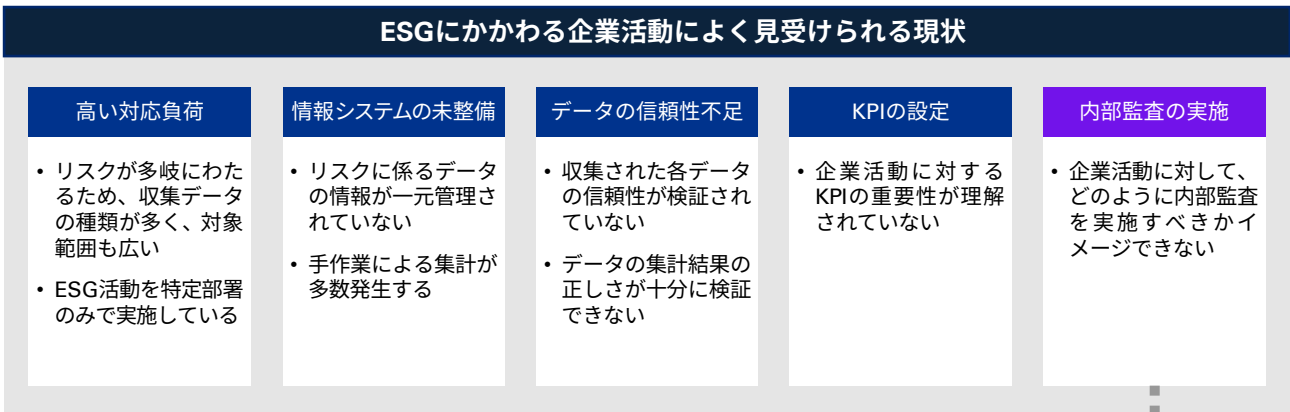 ESGにかかわる企業活動によく見受けられる現状
高い対応負荷
• リスクが多岐にわた
るため、収集データ
の種類が多く、対象
範囲も広い
• ESG活動を特定部署
のみで実施している
情報システムの未整備
• リスクに係るデータ
の情報が一元管理さ
れていない
• 手作業による集計が
多数発生する
データの信頼性不足
• 収集された各データ
の信頼性が検証され
ていない
• データの集計結果の
正しさが十分に検証
できない
KPIの設定
• 企業活動に対する
KPIの重要性が理解
されていない
内部監査の実施
• 企業活動に対して、
どのように内部監査
を実施すべきかイ
メージできない